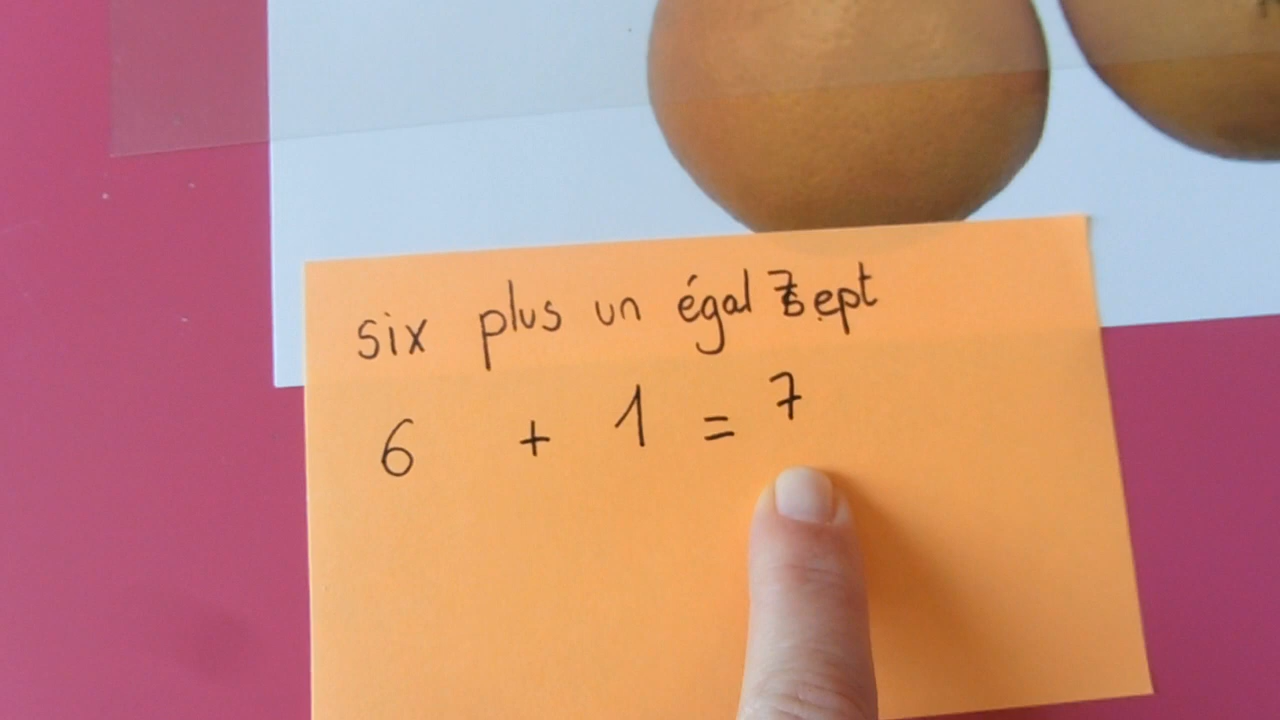 six plus un égal sept
6 + 1 = 7